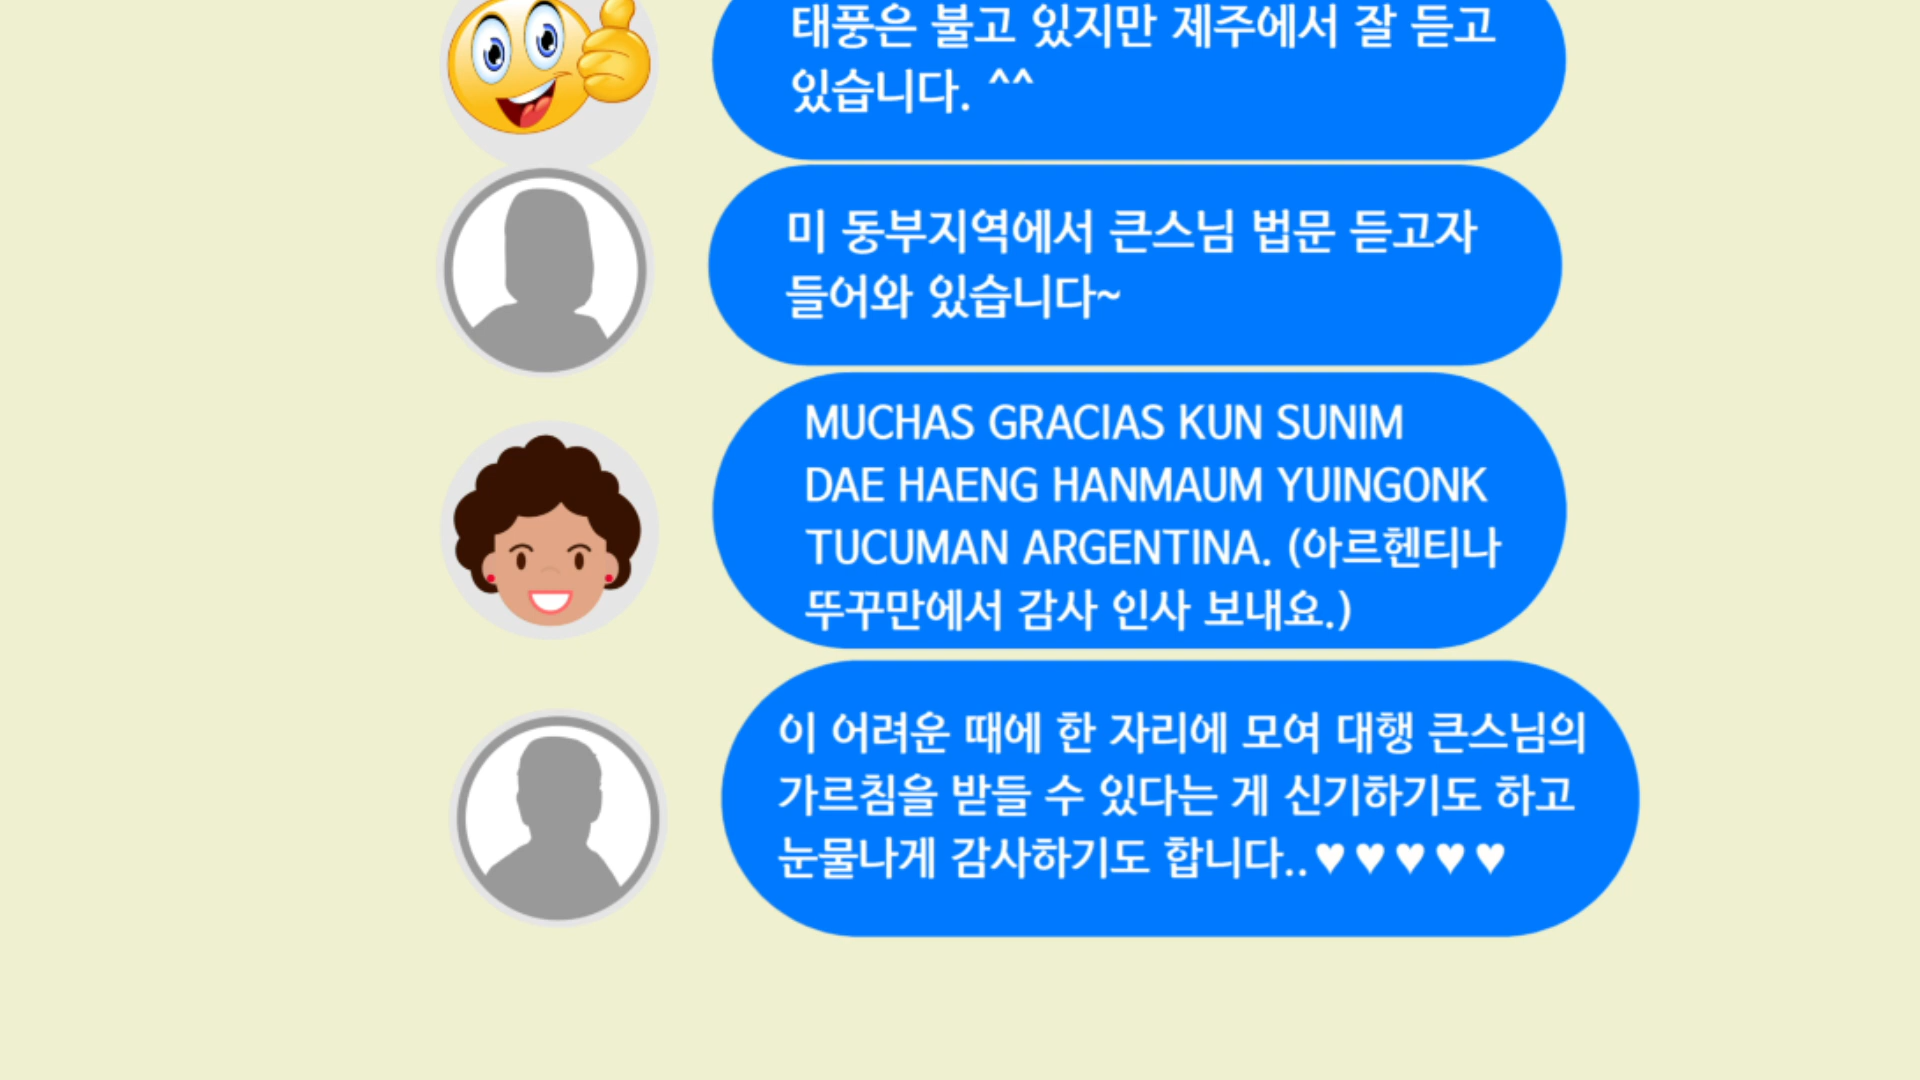 태풍은 불고 있지만 제주에서 잘 듣고
있습니다. ^^
미 동부지역에서 큰스님 법문 듣고자
들어와 있습니다~
MUCHAS GRACIAS KUN SUNIM
DAE HAENG HANMAUM YUINGONK
TUCUMAN ARGENTINA. (아르헨티나
뚜꾸만에서 감사 인사 보내요.)
이 어려운 때에 한 자리에 모여 대행 큰스님의
가르침을 받들 수 있다는 게 신기하기도 하고
눈물나게 감사하기도 합니다..♥♥♥♥♥